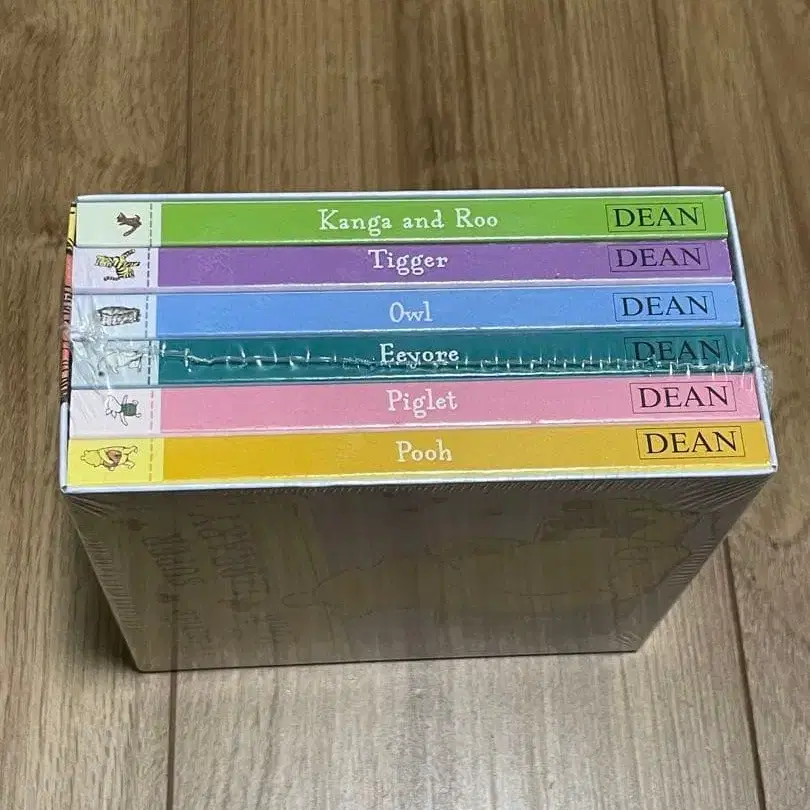 Kanga and Roo DEAN
Tigger DEAN
Owl DEAN
Eeyore DEAN
Piglet DEAN
Pooh DEAN